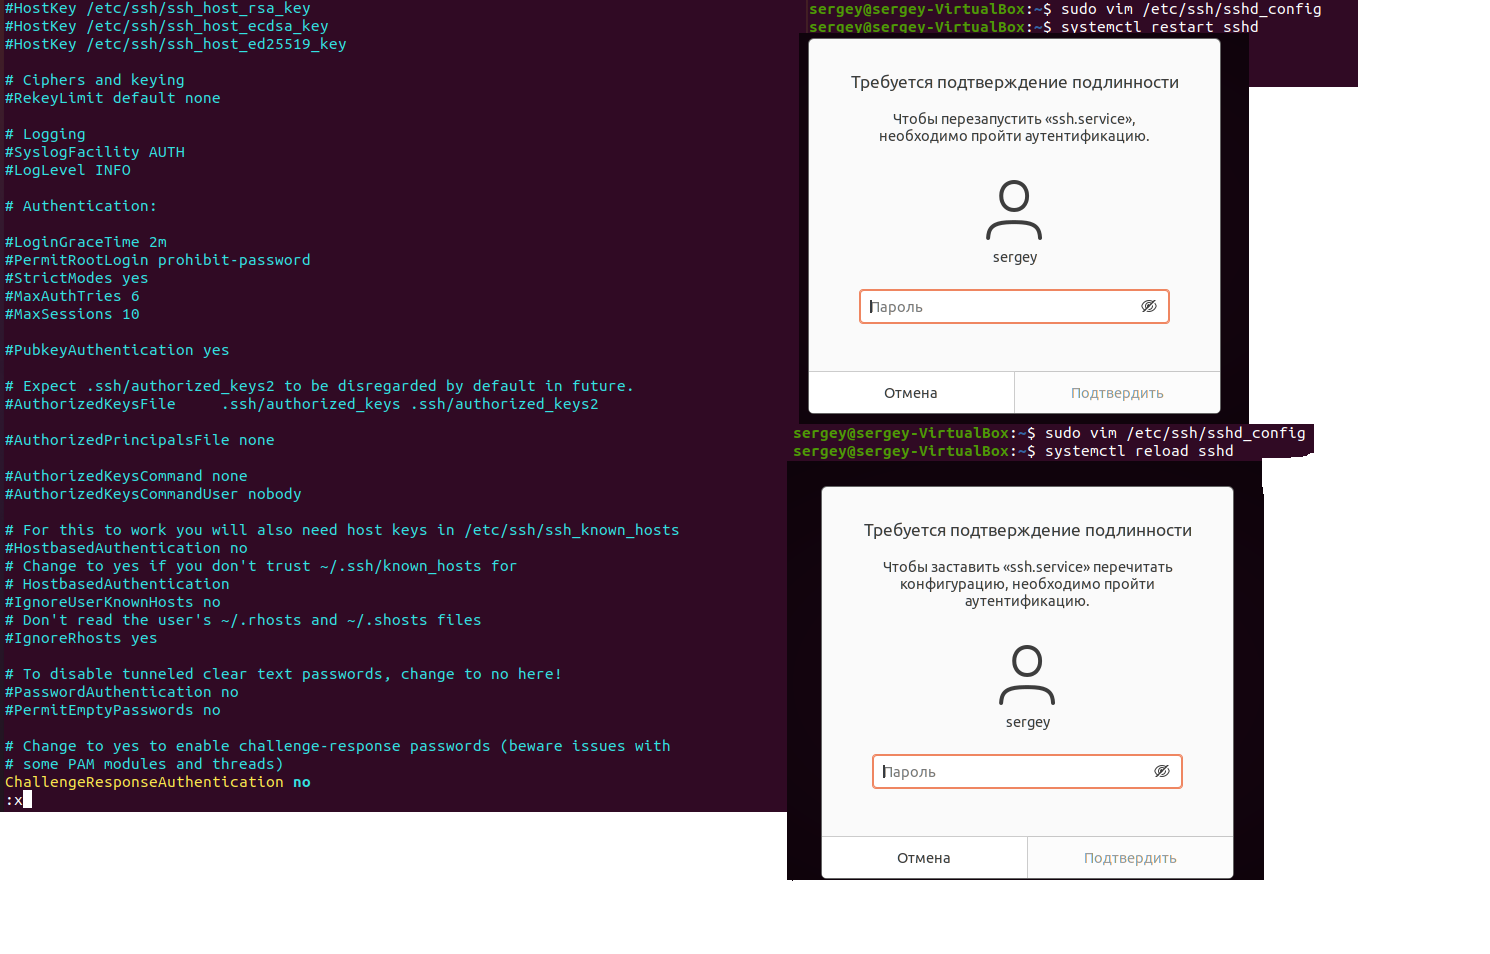 #HostKey /etc/ssh/ssh_host_rsa_key
#HostKey /etc/ssh/ssh_host_ecdsa_key
#HostKey /etc/ssh/ssh_host_ed25519_key
# Ciphers and keying
#RekeyLimit default none
# Logging
#SyslogFacility AUTH
#LogLevel INFO
# Authentication:
#LoginGraceTime 2m
#PermitRootLogin prohibit-password
#StrictModes yes
#MaxAuthTries 6
#MaxSessions 10
#PubkeyAuthentication yes
# Expect .ssh/authorized_keys2 to be disregarded by default in future.
#AuthorizedKeysFile     .ssh/authorized_keys .ssh/authorized_keys2
#AuthorizedPrincipalsFile none
#AuthorizedKeysCommand none
#AuthorizedKeysCommandUser nobody
# For this to work you will also need host keys in /etc/ssh/ssh_known_hosts
#HostbasedAuthentication no
# Change to yes if you don't trust ~/.ssh/known_hosts for
# HostbasedAuthentication
#IgnoreUserKnownHosts no
# Don't read the user's ~/.rhosts and ~/.shosts files
#IgnoreRhosts yes
# To disable tunneled clear text passwords, change to no here!
#PasswordAuthentication no
#PermitEmptyPasswords no
# Change to yes to enable challenge-response passwords (beware issues with
# some PAM modules and threads)
ChallengeResponseAuthentication no
:x
sergey@sergey-VirtualBox:~$ sudo vim /etc/ssh/sshd_config
sergey@sergey-VirtualBox:~$ systemctl restart sshd
Требуется подтверждение подлинности
Чтобы перезапустить «ssh.service»,
необходимо пройти аутентификацию.
sergey
Пароль
Отмена
Подтвердить
sergey@sergey-VirtualBox:~$ sudo vim /etc/ssh/sshd_config
sergey@sergey-VirtualBox:~$ systemctl reload sshd
Требуется подтверждение подлинности
Чтобы заставить «ssh.service» перечитать
конфигурацию, необходимо пройти
аутентификацию.
sergey
Пароль
Отмена
Подтвердить